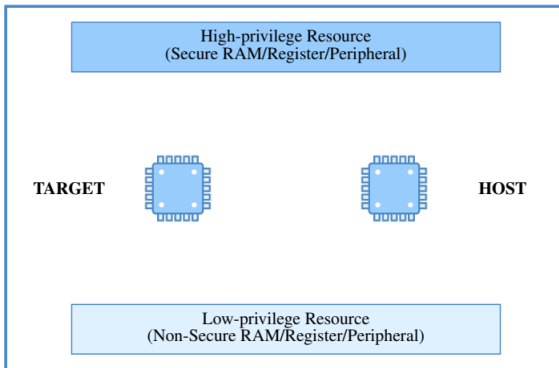 High-privilege Resource
(Secure RAM/Register/Peripheral)
TARGET
HOST
Low-privilege Resource
(Non-Secure RAM/Register/Peripheral)